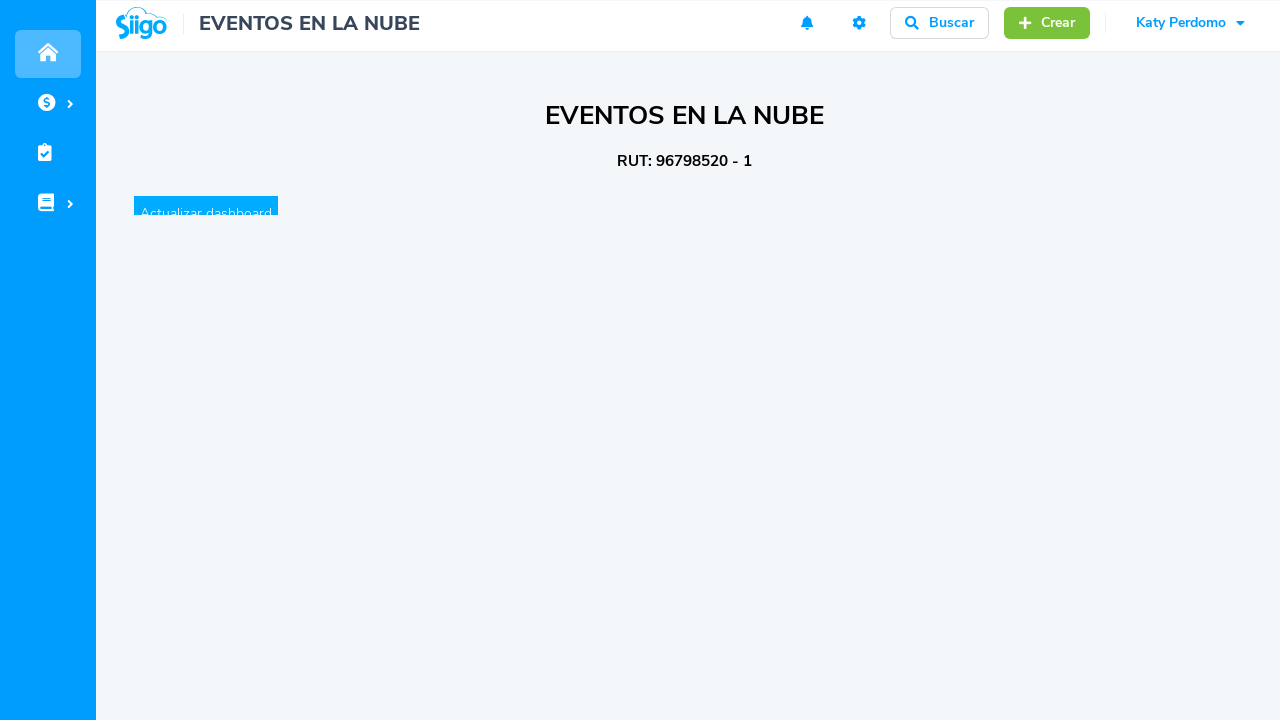 Siigo
EVENTOS EN LA NUBE
Buscar
Crear
Katy Perdomo
EVENTOS EN LA NUBE
RUT: 96798520 - 1
Actualizar dashboard